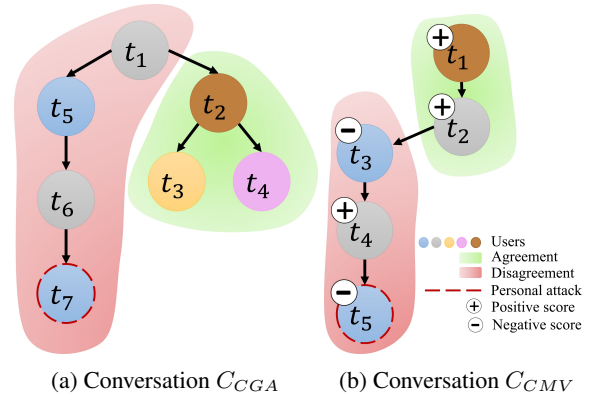 t1
t5
t2
t6
t3
t4
t7
+
t1
+
t2
−
t3
+
t4
−
t5
Users
Agreement
Disagreement
Personal attack
+ Positive score
− Negative score
(a) Conversation CCGA
(b) Conversation CCMV